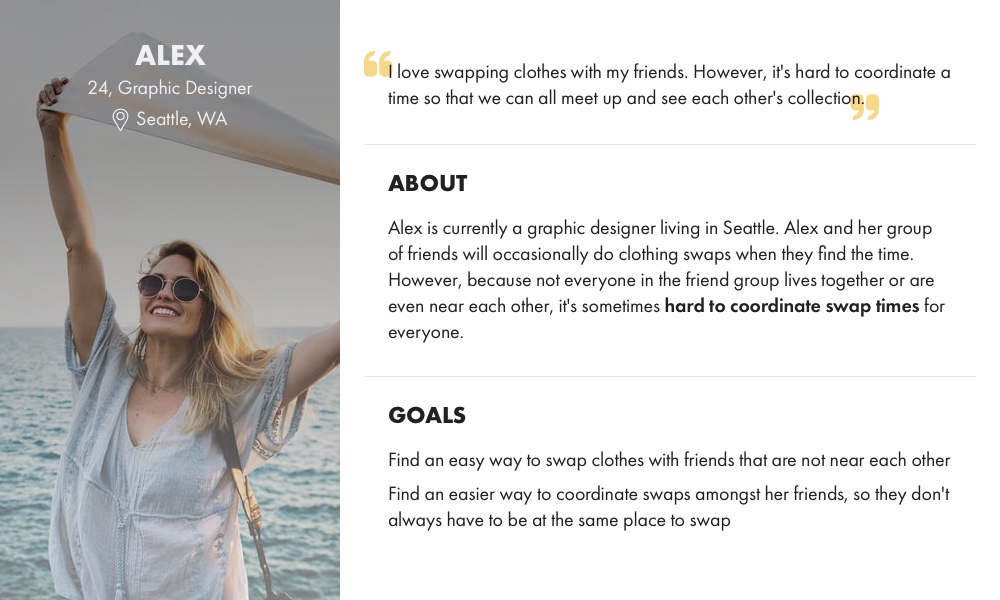 ALEX
24, Graphic Designer
Seattle, WA
“I love swapping clothes with my friends. However, it's hard to coordinate a
time so that we can all meet up and see each other's collection.”
ABOUT
Alex is currently a graphic designer living in Seattle. Alex and her group
of friends will occasionally do clothing swaps when they find the time.
However, because not everyone in the friend group lives together or are
even near each other, it's sometimes hard to coordinate swap times for
everyone.
GOALS
Find an easy way to swap clothes with friends that are not near each other
Find an easier way to coordinate swaps amongst her friends, so they don't
always have to be at the same place to swap